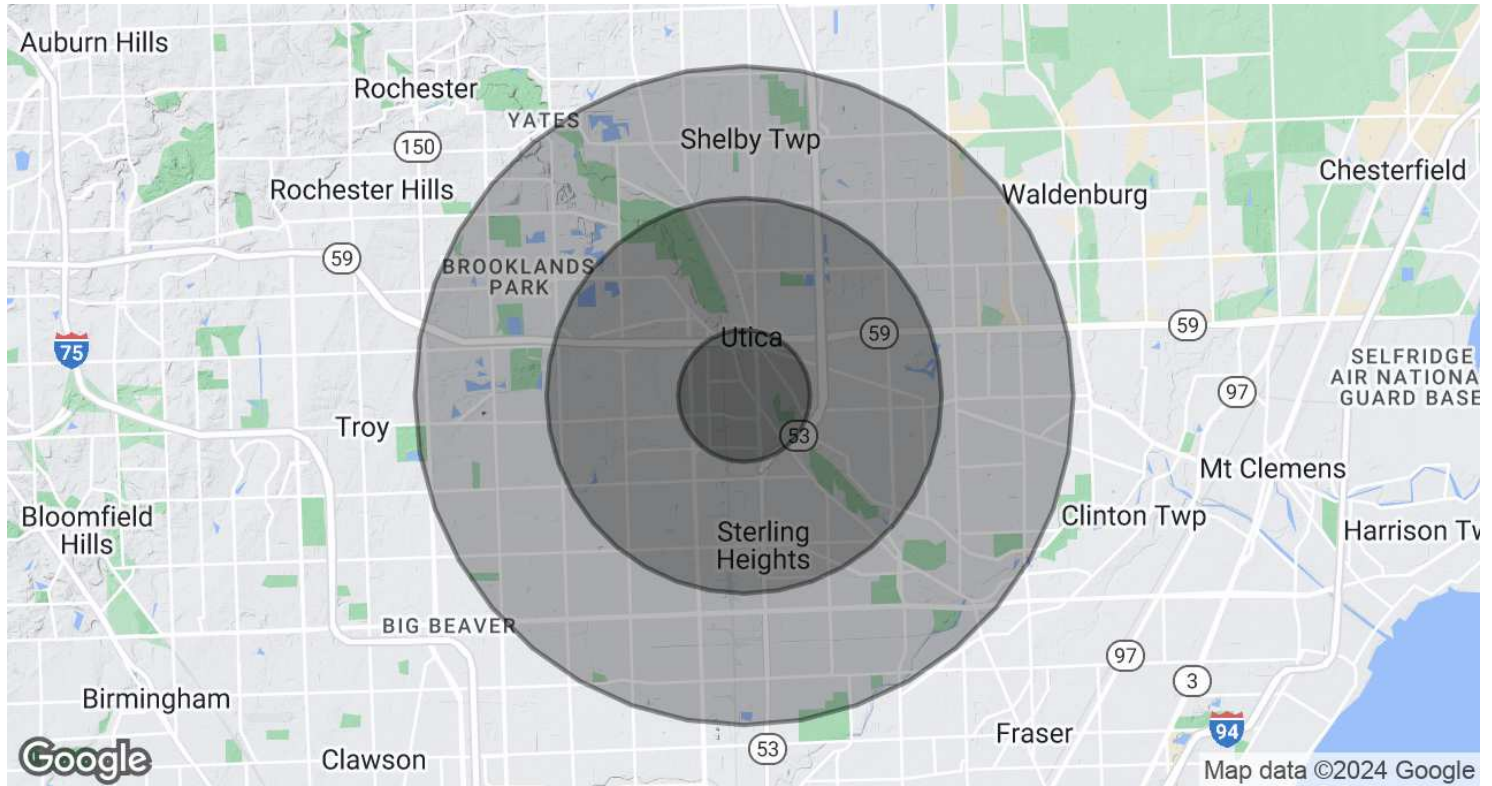 Auburn Hills
Rochester
YATES
150
Shelby Twp
Chesterfield
Rochester Hills
Waldenburg
59
BROOKLANDS
PARK
75
Utica
59
59
SELFRIDGE
AIR NATIONA
GUARD BASE
97
Troy
53
Mt Clemens
Bloomfield
Hills
Clinton Twp
Sterling
Heights
Harrison Tw
BIG BEAVER
97
3
Birmingham
94
Fraser
53
Clawson
Google
Map data ©2024 Google